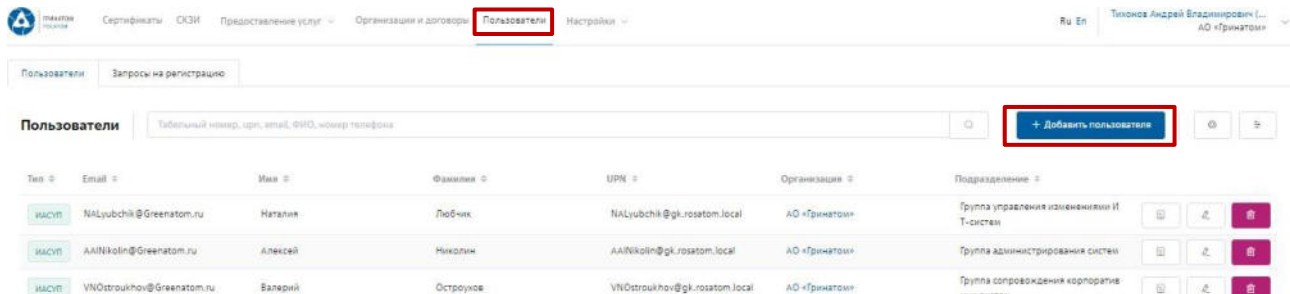 ГРИНАТОМ
РОСАТОМ
Сертификаты СКЗИ Предоставление услуг Организации и договоры Пользователи Настройки
Ru En
Тихонов Андрей Владимирович (...
АО «Гринатом»
Пользователи Запросы на регистрацию
Пользователи Табельный номер, upn, email, ФИО, номер телефона + Добавить пользователя
Тип Email Имя Фамилия UPN Организация Подразделение
ИАСУП NALyubchik@Greenatom.ru Наталия Любчик NALyubchik@gk.rosatom.local АО «Гринатом» Группа управления изменениями И
Т-систем
ИАСУП AAINikolin@Greenatom.ru Алексей Николин AAINikolin@gk.rosatom.local АО «Гринатом» Группа администрирования систем
ИАСУП VNOstroukhov@Greenatom.ru Валерий Остроухов VNOstroukhov@gk.rosatom.local АО «Гринатом» Группа сопровождения корпоратив